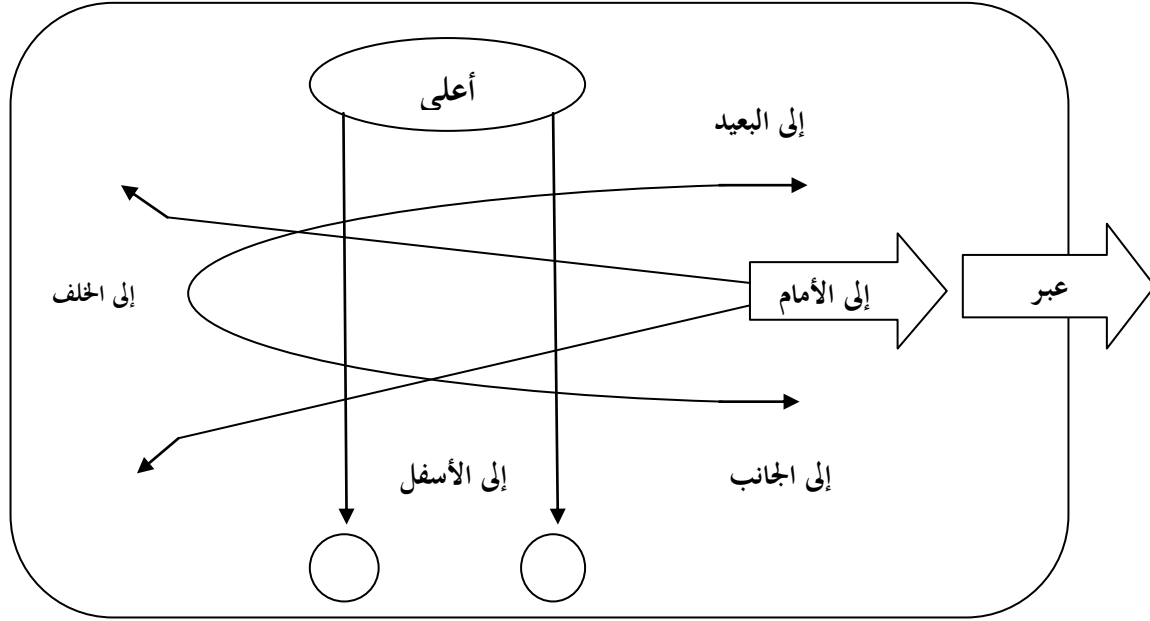 أعلى
إلى البعيد
إلى الخلف
إلى الأمام
عبر
إلى الأسفل
إلى الجانب